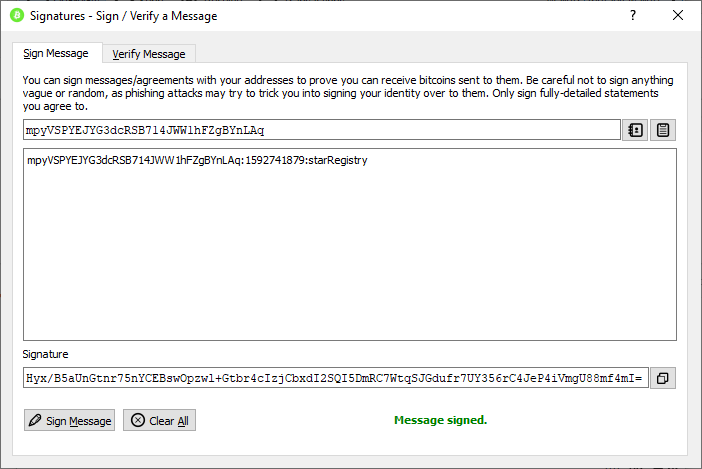 Signatures - Sign / Verify a Message
Sign Message
Verify Message
You can sign messages/agreements with your addresses to prove you can receive bitcoins sent to them. Be careful not to sign anything
vague or random, as phishing attacks may try to trick you into signing your identity over to them. Only sign fully-detailed statements
you agree to.
mpyVSPYEJYG3dcRSB714JWW1hFZgBYnLAq
mpyVSPYEJYG3dcRSB714JWW1hFZgBYnLAq:1592741879:starRegistry
Signature
Hyx/B5aUnGtnr75nYCEBswOpzwl+Gtbr4cIzjCbxdI2SQI5DmRC7WtqSJGdufr7UY356rC4JeP4iVmgU88mf4mI=
Sign Message
Clear All
Message signed.